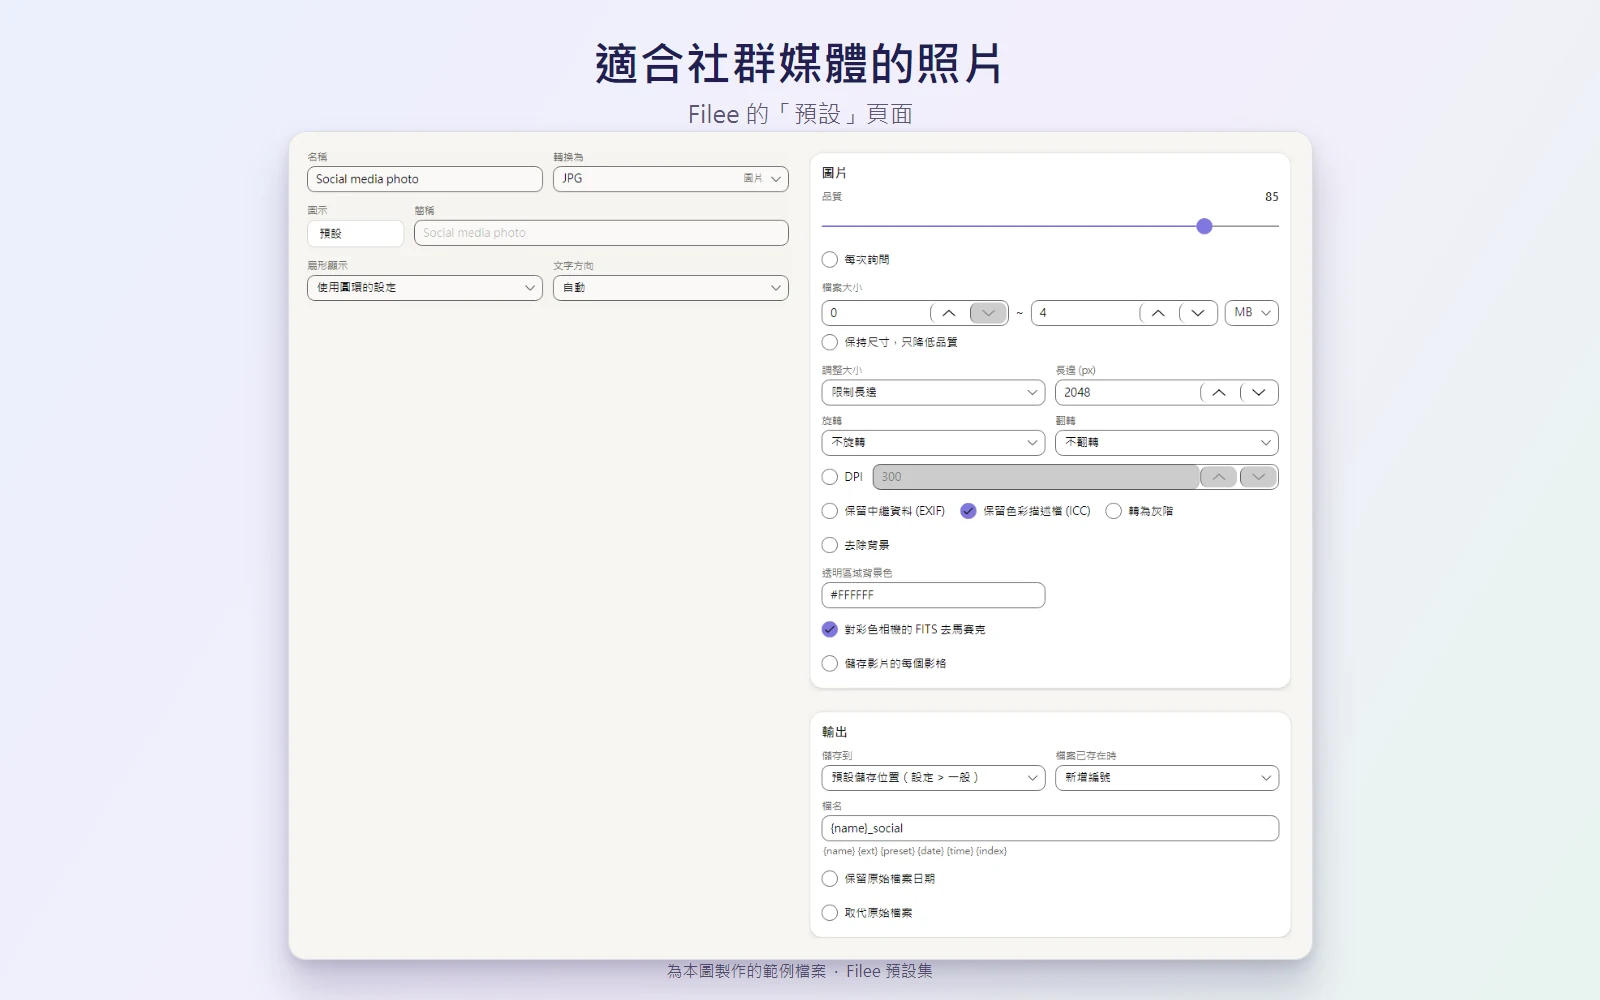 適合社群媒體的照片
Filee 的「預設」頁面
名稱
Social media photo
轉換為
JPG
圖片
圖示
預設
簡稱
Social media photo
扇形顯示
使用圓環的設定
文字方向
自動
圖片
品質
85
每次詢問
檔案大小
0
~
4
MB
保持尺寸，只降低品質
調整大小
限制長邊
長邊 (px)
2048
旋轉
不旋轉
翻轉
不翻轉
DPI
300
保留中繼資料 (EXIF)
保留色彩描述檔 (ICC)
轉為灰階
去除背景
透明區域背景色
#FFFFFF
對彩色相機的 FITS 去馬賽克
儲存影片的每個影格
輸出
儲存到
預設儲存位置（設定 > 一般）
檔案已存在時
新增編號
檔名
{name}_social
{name} {ext} {preset} {date} {time} {index}
保留原始檔案日期
取代原始檔案
為本圖製作的範例檔案 · Filee 預設集